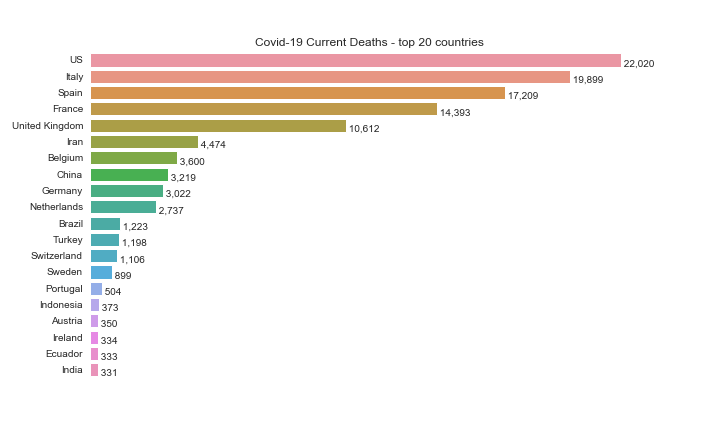 Covid-19 Current Deaths - top 20 countries
US 22,020
Italy 19,899
Spain 17,209
France 14,393
United Kingdom 10,612
Iran 4,474
Belgium 3,600
China 3,219
Germany 3,022
Netherlands 2,737
Brazil 1,223
Turkey 1,198
Switzerland 1,106
Sweden 899
Portugal 504
Indonesia 373
Austria 350
Ireland 334
Ecuador 333
India 331